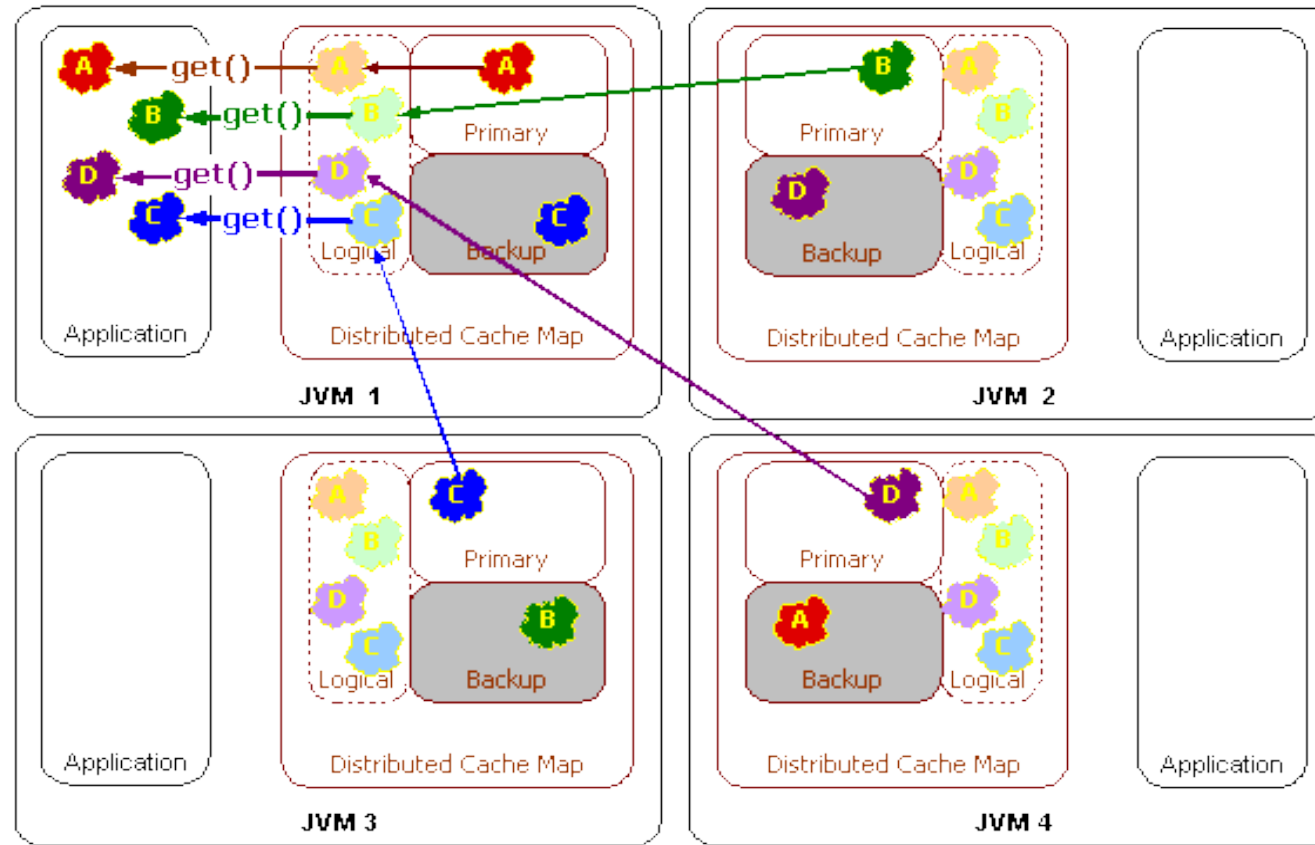 A get() A A
B get() B
Primary
D get() D
C get() C C
Logical Backup
Application
Distributed Cache Map
JVM 1
B A
B
Primary
D D
C
Backup Logical
Distributed Cache Map
Application
JVM 2
A C
B
Primary
D B
C
Logical Backup
Application
Distributed Cache Map
JVM 3
D A
B
Primary
A D
C
Backup Logical
Distributed Cache Map
Application
JVM 4